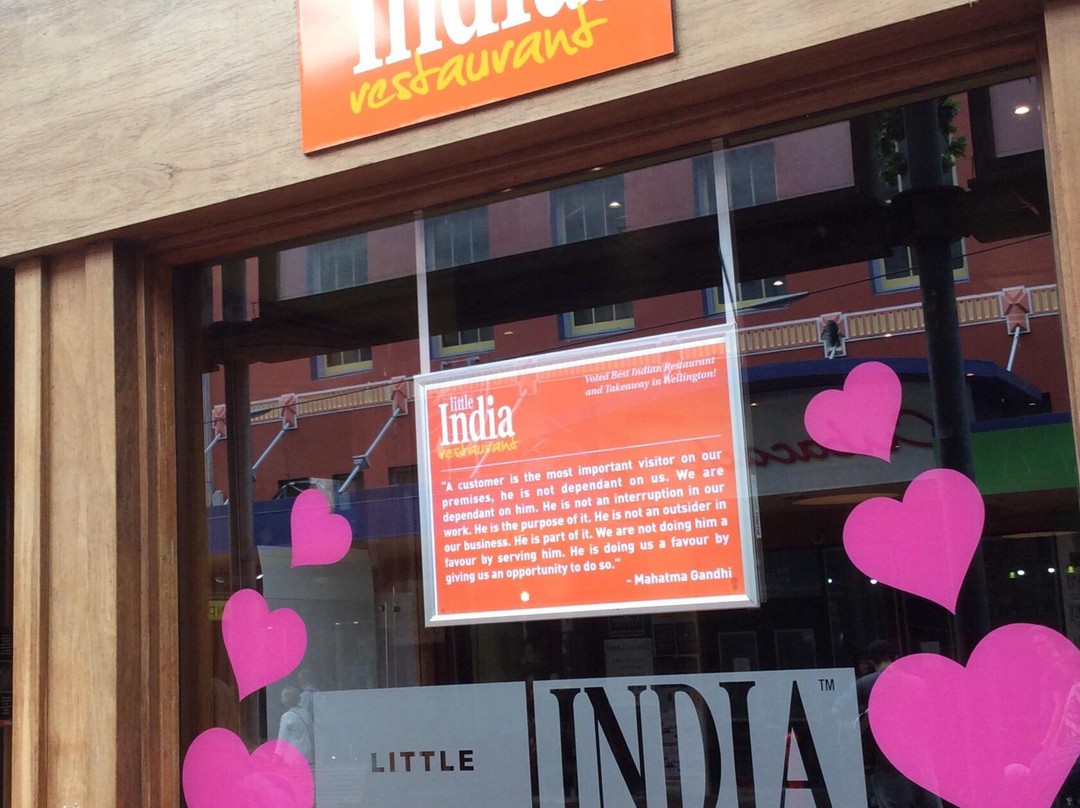 India
restaurant
Voted Best Indian Restaurant
and Takeaway in Wellington!
little
India
restaurant
"A customer is the most important visitor on our
premises, he is not dependant on us. We are
dependant on him. He is not an interruption in our
work. He is the purpose of it. He is not an outsider in
our business. He is part of it. We are not doing him a
favour by serving him. He is doing us a favour by
giving us an opportunity to do so."
- Mahatma Gandhi
LITTLE
INDIA™